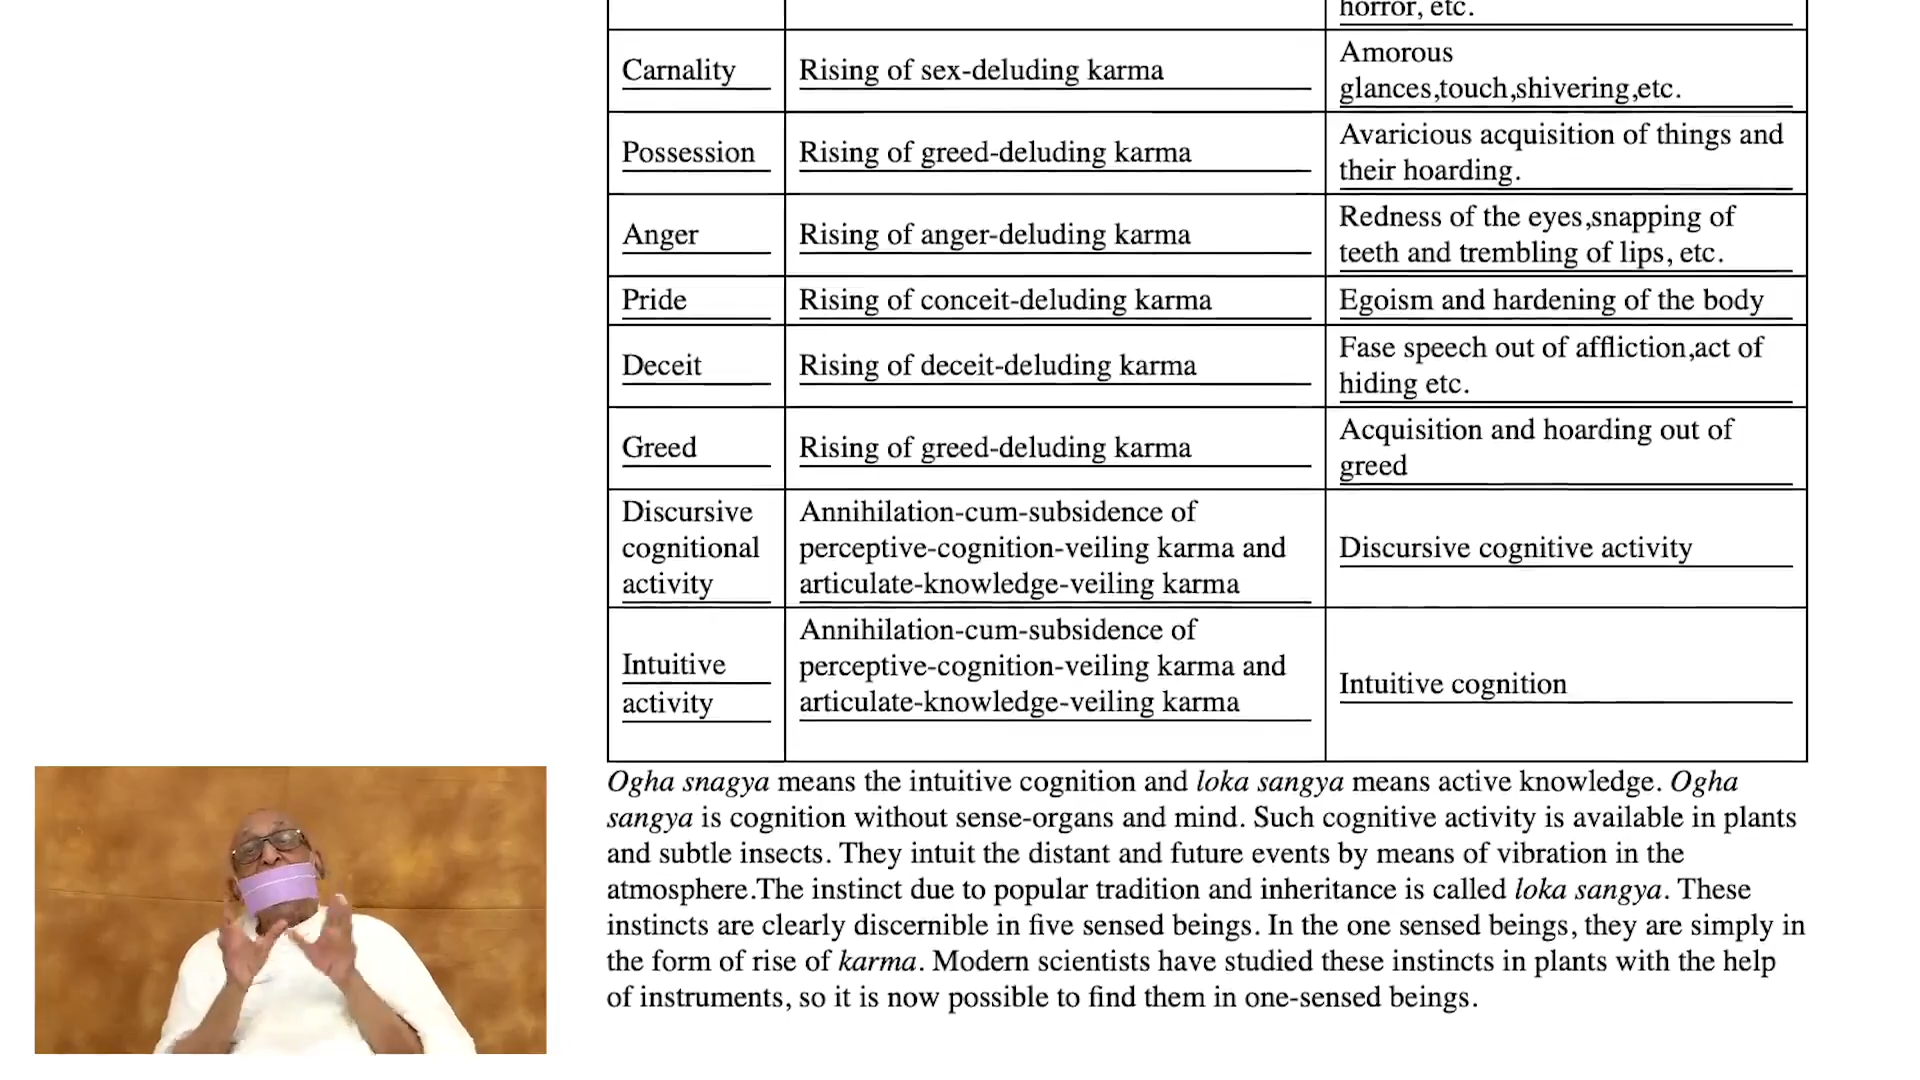 horror, etc.
Carnality
Rising of sex-deluding karma
Amorous
glances,touch,shivering,etc.
Possession
Rising of greed-deluding karma
Avaricious acquisition of things and
their hoarding.
Anger
Rising of anger-deluding karma
Redness of the eyes,snapping of
teeth and trembling of lips, etc.
Pride
Rising of conceit-deluding karma
Egoism and hardening of the body
Deceit
Rising of deceit-deluding karma
Fase speech out of affliction,act of
hiding etc.
Greed
Rising of greed-deluding karma
Acquisition and hoarding out of
greed
Discursive
cognitional
activity
Annihilation-cum-subsidence of
perceptive-cognition-veiling karma and
articulate-knowledge-veiling karma
Discursive cognitive activity
Intuitive
activity
Annihilation-cum-subsidence of
perceptive-cognition-veiling karma and
articulate-knowledge-veiling karma
Intuitive cognition
Ogha snagya means the intuitive cognition and loka sangya means active knowledge. Ogha
sangya is cognition without sense-organs and mind. Such cognitive activity is available in plants
and subtle insects. They intuit the distant and future events by means of vibration in the
atmosphere.The instinct due to popular tradition and inheritance is called loka sangya. These
instincts are clearly discernible in five sensed beings. In the one sensed beings, they are simply in
the form of rise of karma. Modern scientists have studied these instincts in plants with the help
of instruments, so it is now possible to find them in one-sensed beings.